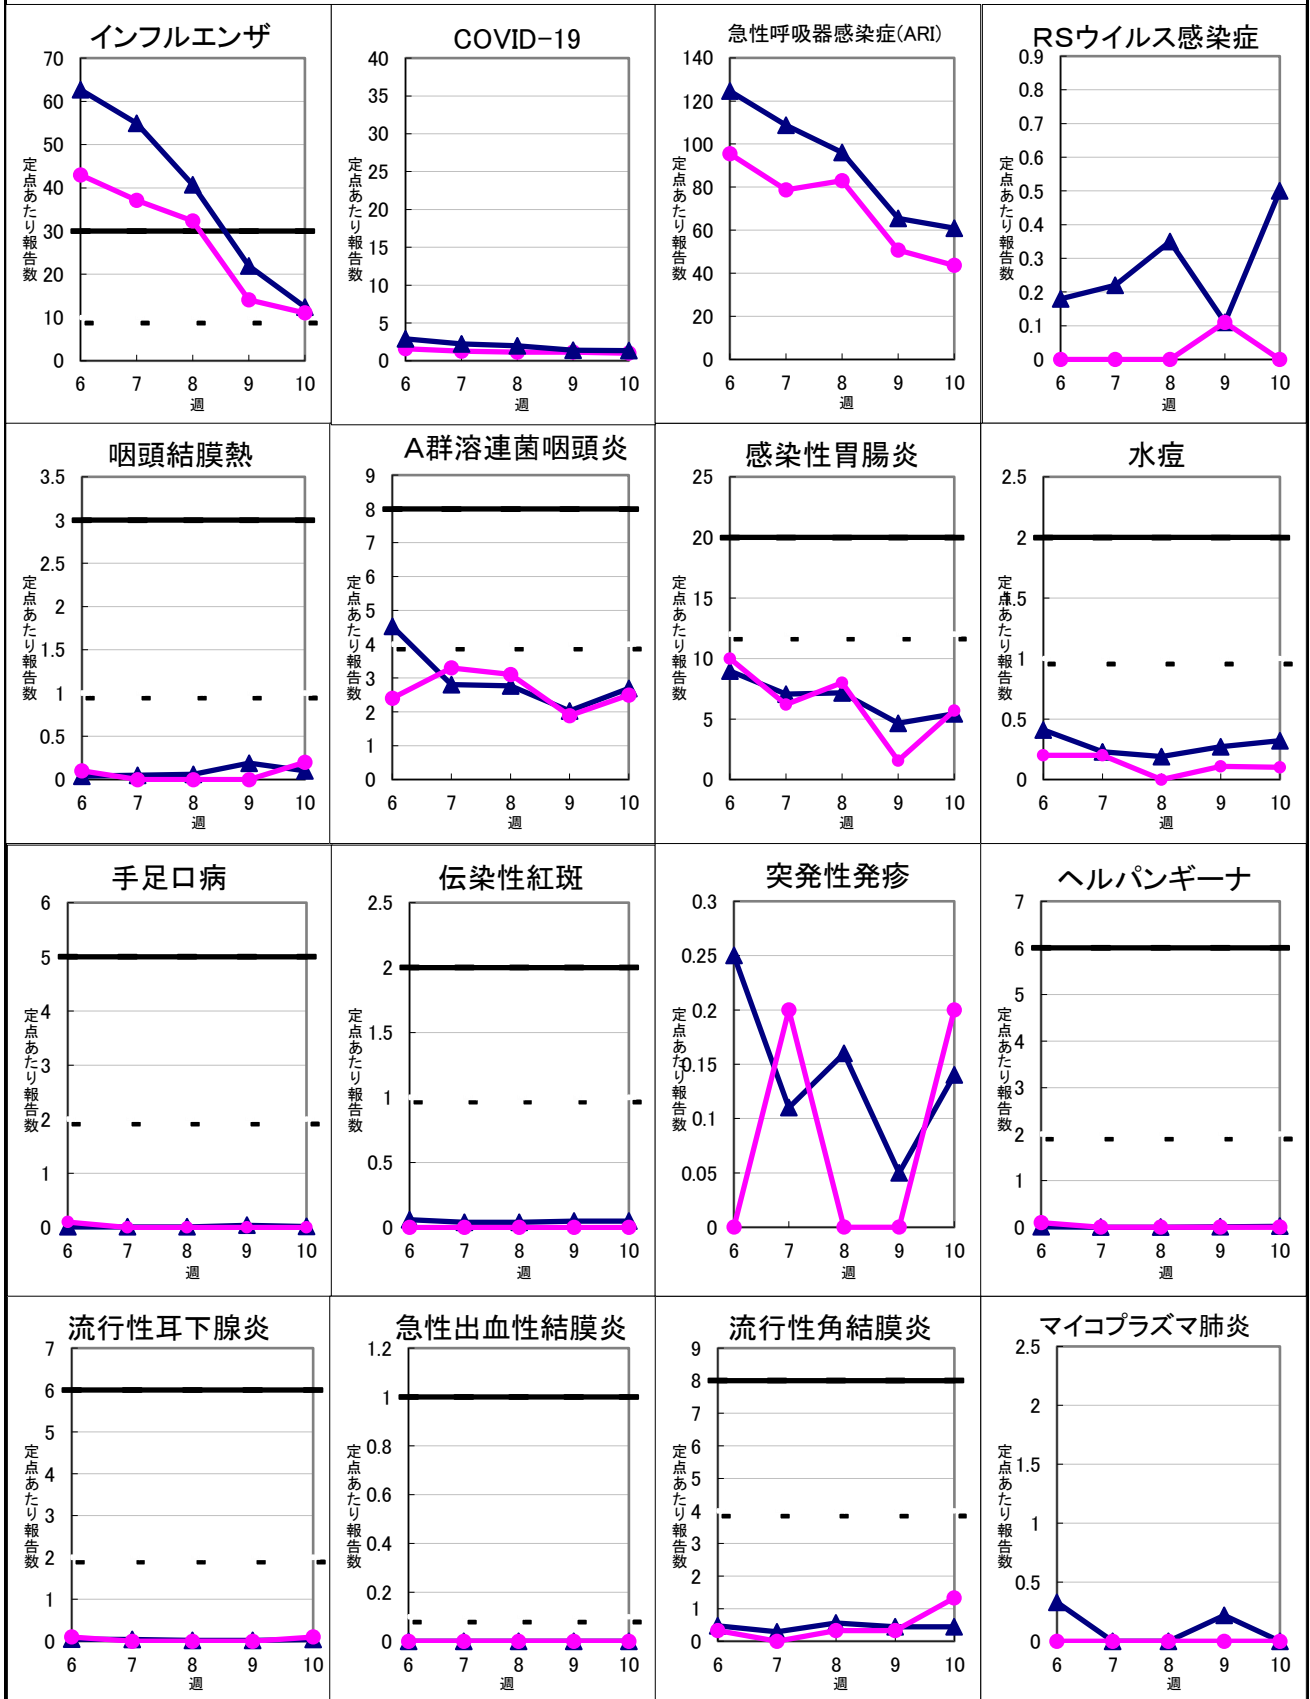 インフルエンザ
70
60
50
40
30
20
10
0
定点あたり報告数
6 7 8 9 10
週
COVID-19
40
35
30
25
20
15
10
5
0
定点あたり報告数
6 7 8 9 10
週
急性呼吸器感染症(ARI)
140
120
100
80
60
40
20
0
定点あたり報告数
6 7 8 9 10
週
RSウイルス感染症
0.9
0.8
0.7
0.6
0.5
0.4
0.3
0.2
0.1
0
定点あたり報告数
6 7 8 9 10
週
咽頭結膜熱
3.5
3
2.5
2
1.5
1
0.5
0
定点あたり報告数
6 7 8 9 10
週
A群溶連菌咽頭炎
9
8
7
6
5
4
3
2
1
0
定点あたり報告数
6 7 8 9 10
週
感染性胃腸炎
25
20
15
10
5
0
定点あたり報告数
6 7 8 9 10
週
水痘
2.5
2
1.5
1
0.5
0
定点あたり報告数
6 7 8 9 10
週
手足口病
6
5
4
3
2
1
0
定点あたり報告数
6 7 8 9 10
週
伝染性紅斑
2.5
2
1.5
1
0.5
0
定点あたり報告数
6 7 8 9 10
週
突発性発疹
0.3
0.25
0.2
0.15
0.1
0.05
0
定点あたり報告数
6 7 8 9 10
週
ヘルパンギーナ
7
6
5
4
3
2
1
0
定点あたり報告数
6 7 8 9 10
週
流行性耳下腺炎
7
6
5
4
3
2
1
0
定点あたり報告数
6 7 8 9 10
週
急性出血性結膜炎
1.2
1
0.8
0.6
0.4
0.2
0
定点あたり報告数
6 7 8 9 10
週
流行性角結膜炎
9
8
7
6
5
4
3
2
1
0
定点あたり報告数
6 7 8 9 10
週
マイコプラズマ肺炎
2.5
2
1.5
1
0.5
0
定点あたり報告数
6 7 8 9 10
週